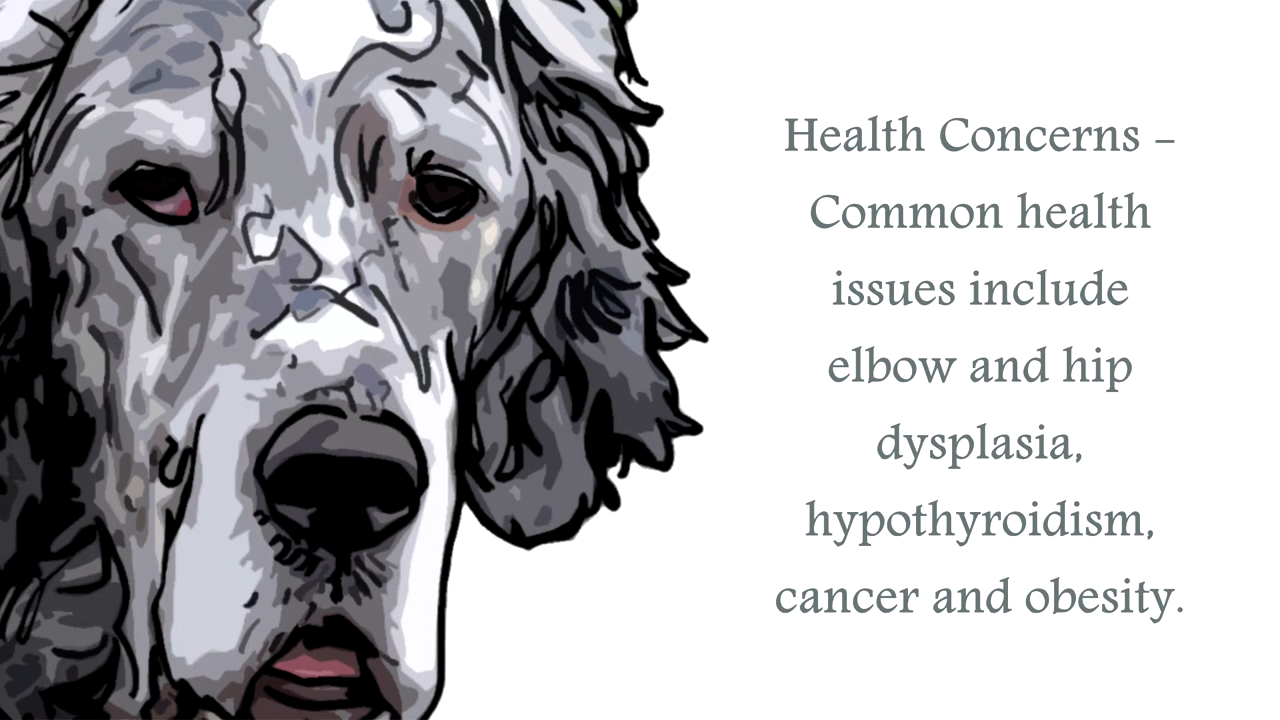 Health Concerns –
Common health
issues include
elbow and hip
dysplasia,
hypothyroidism,
cancer and obesity.